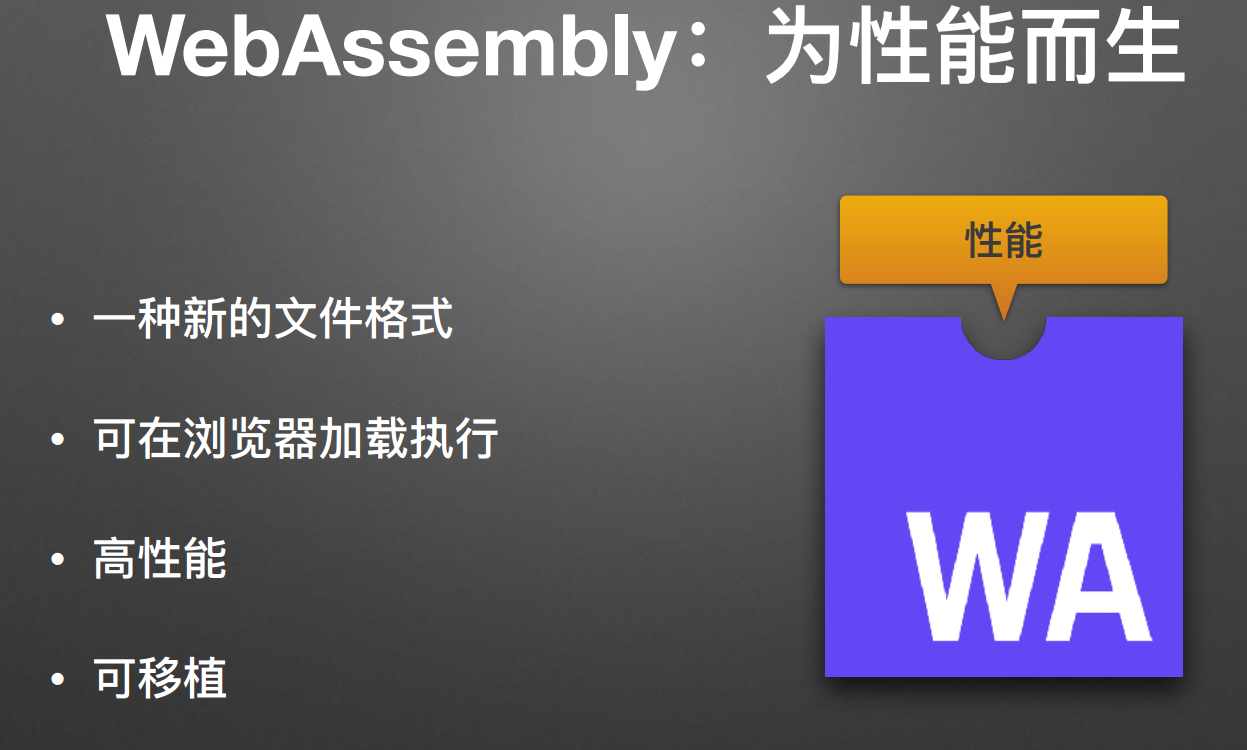 WebAssembly：为性能而生
性能
• 一种新的文件格式
• 可在浏览器加载执行
• 高性能
• 可移植
WA